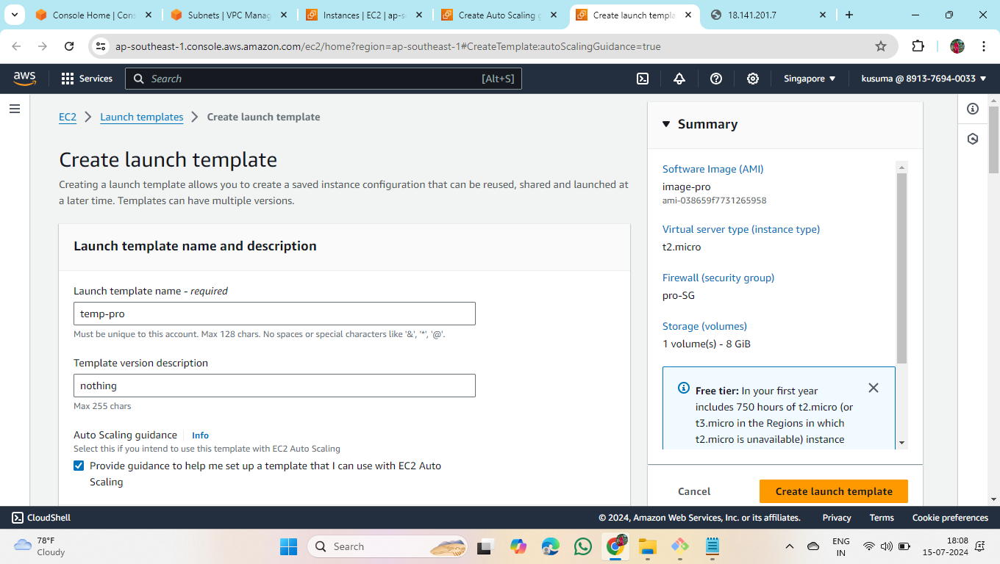 Console Home | Cons
Subnets | VPC Manag
Instances | EC2 | ap-s
Create Auto Scaling g
Create launch templa
18.141.201.7
ap-southeast-1.console.aws.amazon.com/ec2/home?region=ap-southeast-1#CreateTemplate:autoScalingGuidance=true
aws
Services
Search
[Alt+S]
Singapore
kusuma @ 8913-7694-0033
EC2
Launch templates
Create launch template
Create launch template
Creating a launch template allows you to create a saved instance configuration that can be reused, shared and launched at
a later time. Templates can have multiple versions.
Launch template name and description
Launch template name - required
temp-pro
Must be unique to this account. Max 128 chars. No spaces or special characters like '&', '*', '@'.
Template version description
nothing
Max 255 chars
Auto Scaling guidance
Info
Select this if you intend to use this template with EC2 Auto Scaling
Provide guidance to help me set up a template that I can use with EC2 Auto
Scaling
Summary
Software Image (AMI)
image-pro
ami-038659f7731265958
Virtual server type (instance type)
t2.micro
Firewall (security group)
pro-SG
Storage (volumes)
1 volume(s) - 8 GiB
Free tier: In your first year
includes 750 hours of t2.micro (or
t3.micro in the Regions in which
t2.micro is unavailable) instance
Cancel
Create launch template
CloudShell
© 2024, Amazon Web Services, Inc. or its affiliates.
Privacy
Terms
Cookie preferences
78°F
Cloudy
Search
ENG
IN
18:08
15-07-2024